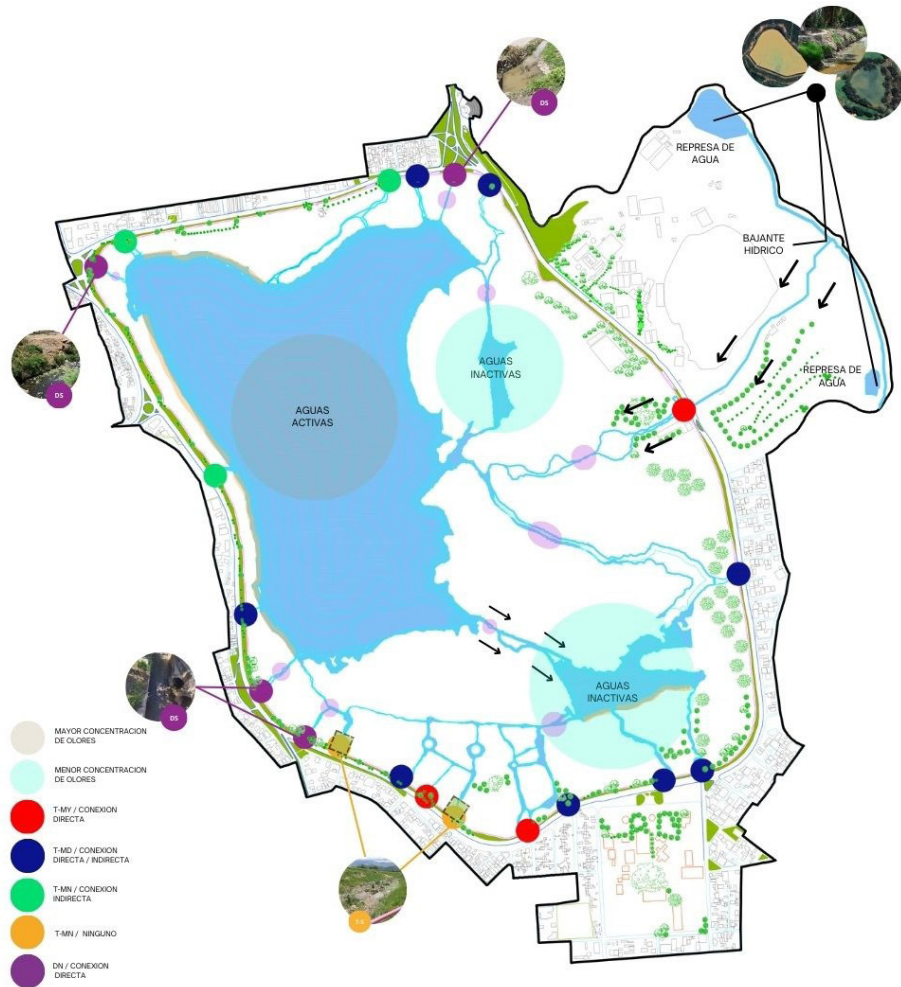 DS
REPRESA DE
AGUA
BAJANTE
HIDRICO
REPRESA DE
AGUA
AGUAS
INACTIVAS
AGUAS
ACTIVAS
DS
AGUAS
INACTIVAS
DS
MAYOR CONCENTRACION
DE OLORES
MENOR CONCENTRACION
DE OLORES
T-MY / CONEXION
DIRECTA
T-MD / CONEXION
DIRECTA / INDIRECTA
T-MN / CONEXION
INDIRECTA
T-MN / NINGUNO
DN / CONEXION
DIRECTA